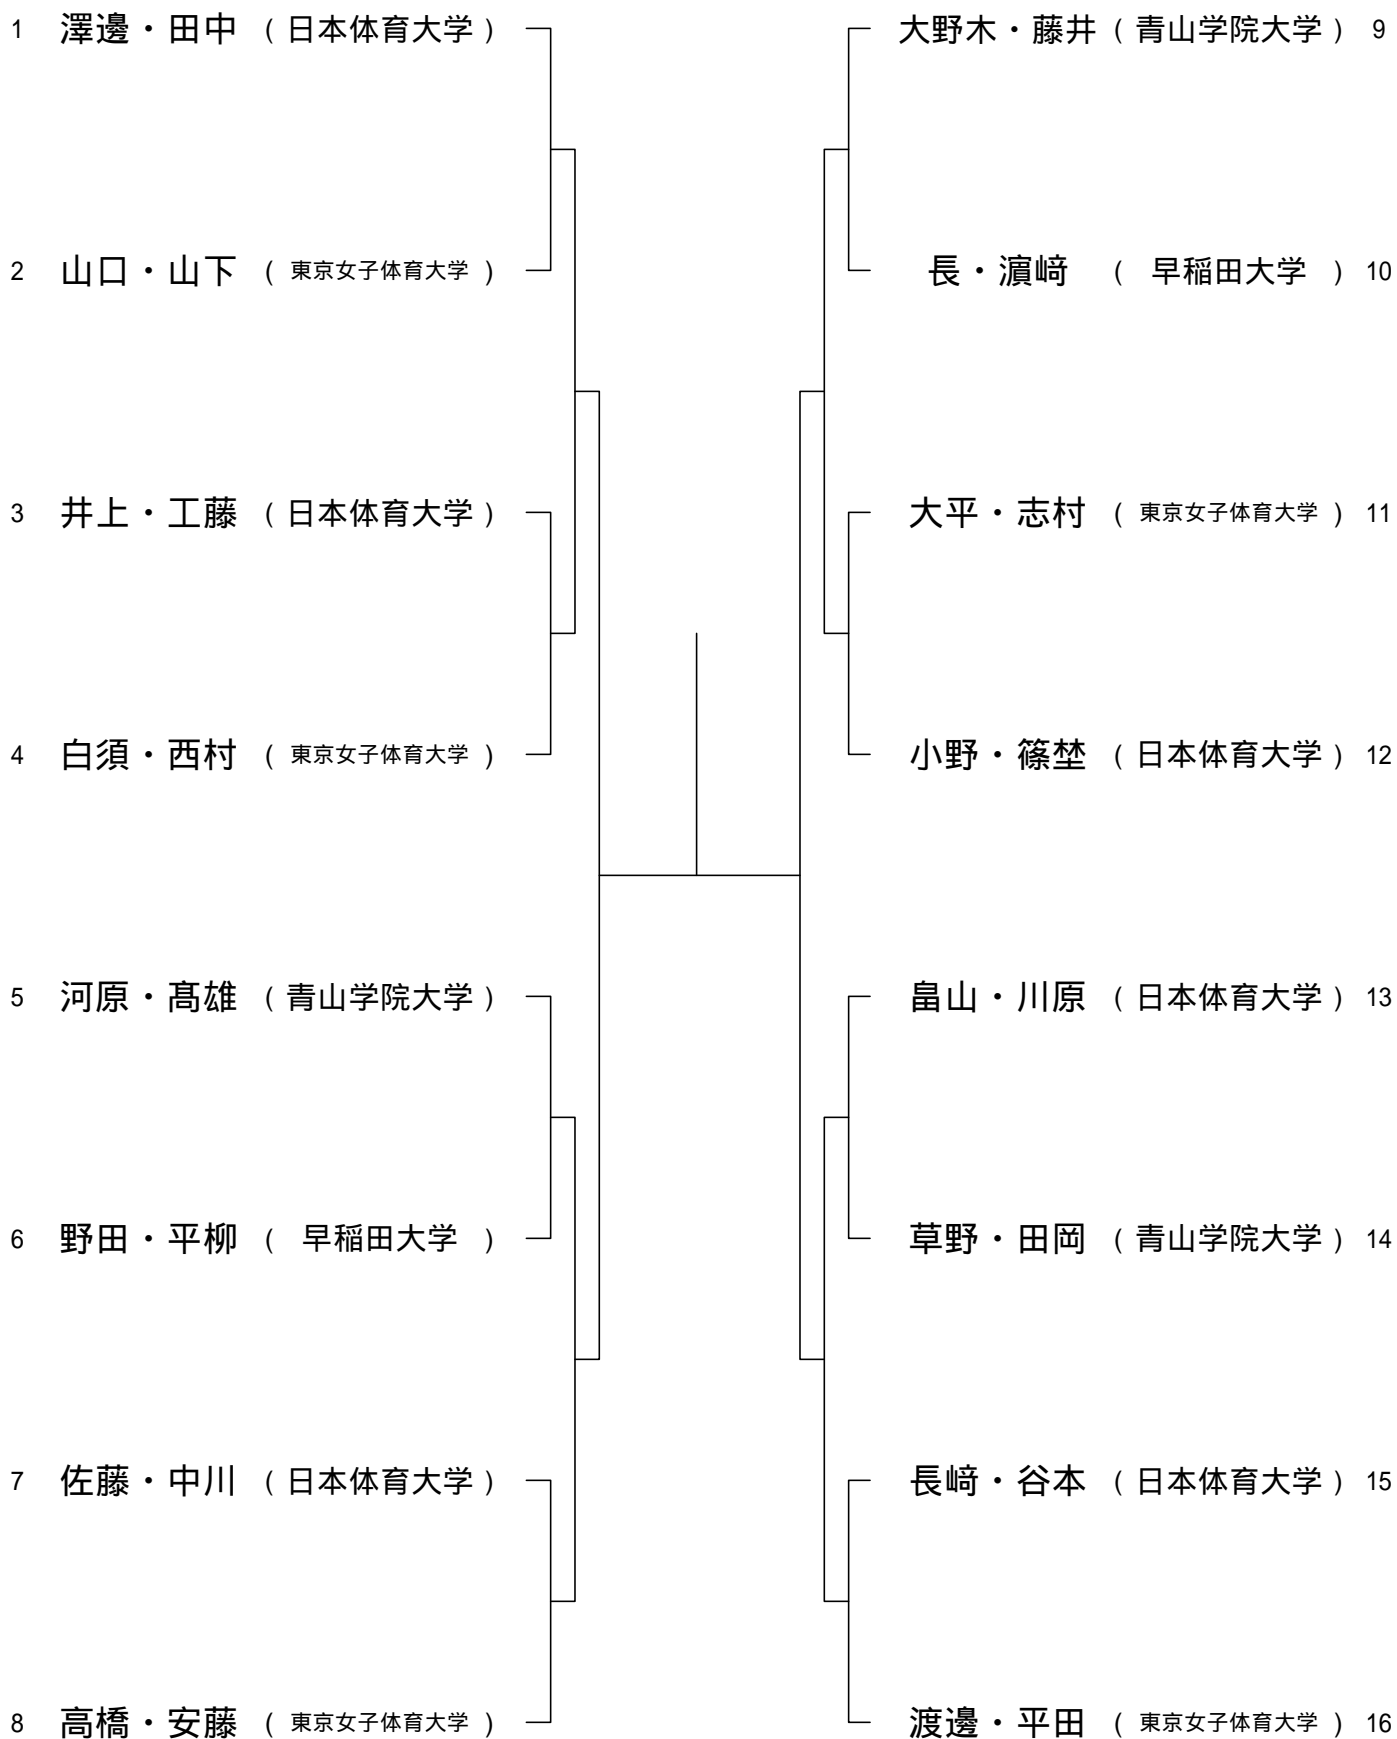 1 澤邊・田中 ( 日本体育大学 )
2 山口・山下 ( 東京女子体育大学 )
3 井上・工藤 ( 日本体育大学 )
4 白須・西村 ( 東京女子体育大学 )
5 河原・髙雄 ( 青山学院大学 )
6 野田・平柳 ( 早稲田大学 )
7 佐藤・中川 ( 日本体育大学 )
8 高橋・安藤 ( 東京女子体育大学 )
大野木・藤井 ( 青山学院大学 ) 9
長・濵﨑 ( 早稲田大学 ) 10
大平・志村 ( 東京女子体育大学 ) 11
小野・篠埜 ( 日本体育大学 ) 12
畠山・川原 ( 日本体育大学 ) 13
草野・田岡 ( 青山学院大学 ) 14
長﨑・谷本 ( 日本体育大学 ) 15
渡邊・平田 ( 東京女子体育大学 ) 16